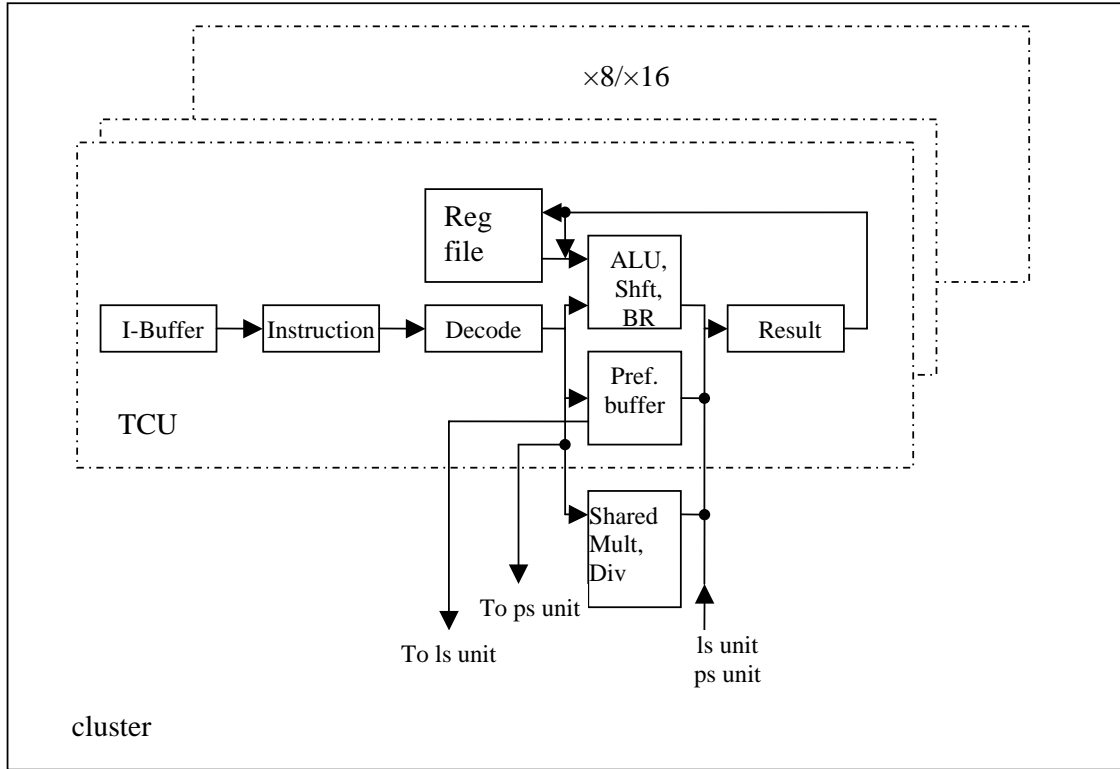 ×8/×16
Reg
file
ALU,
Shft,
BR
I-Buffer
Instruction
Decode
Result
Pref.
buffer
TCU
Shared
Mult,
Div
To ps unit
To ls unit
ls unit
ps unit
cluster